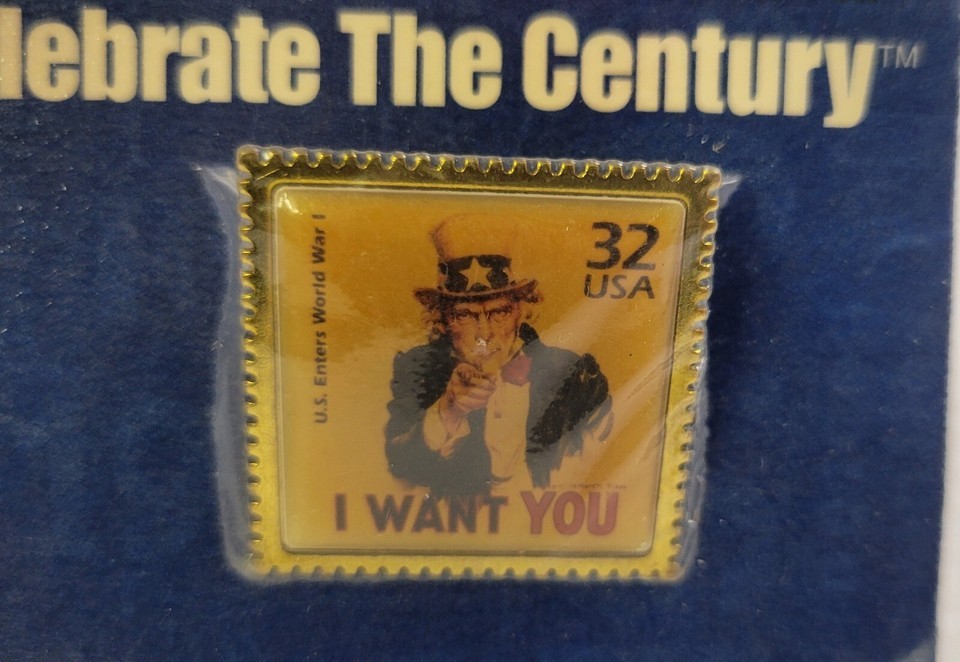 lebrate The Century™
U.S. Enters World War I
32
USA
I WANT YOU